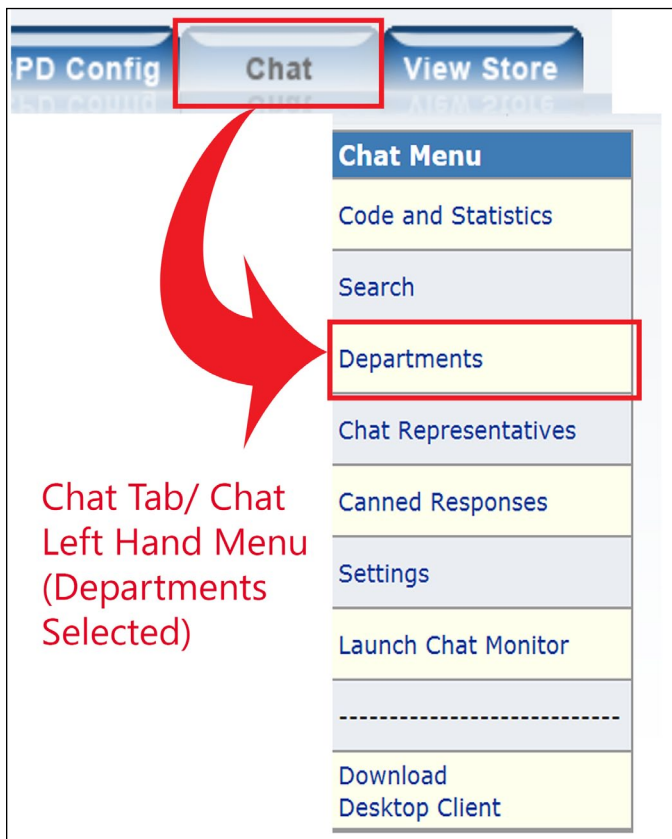 PD Config
Chat
View Store
Chat Menu
Code and Statistics
Search
Departments
Chat Representatives
Canned Responses
Settings
Launch Chat Monitor
----------------------------
Download
Desktop Client
Chat Tab/ Chat
Left Hand Menu
(Departments
Selected)